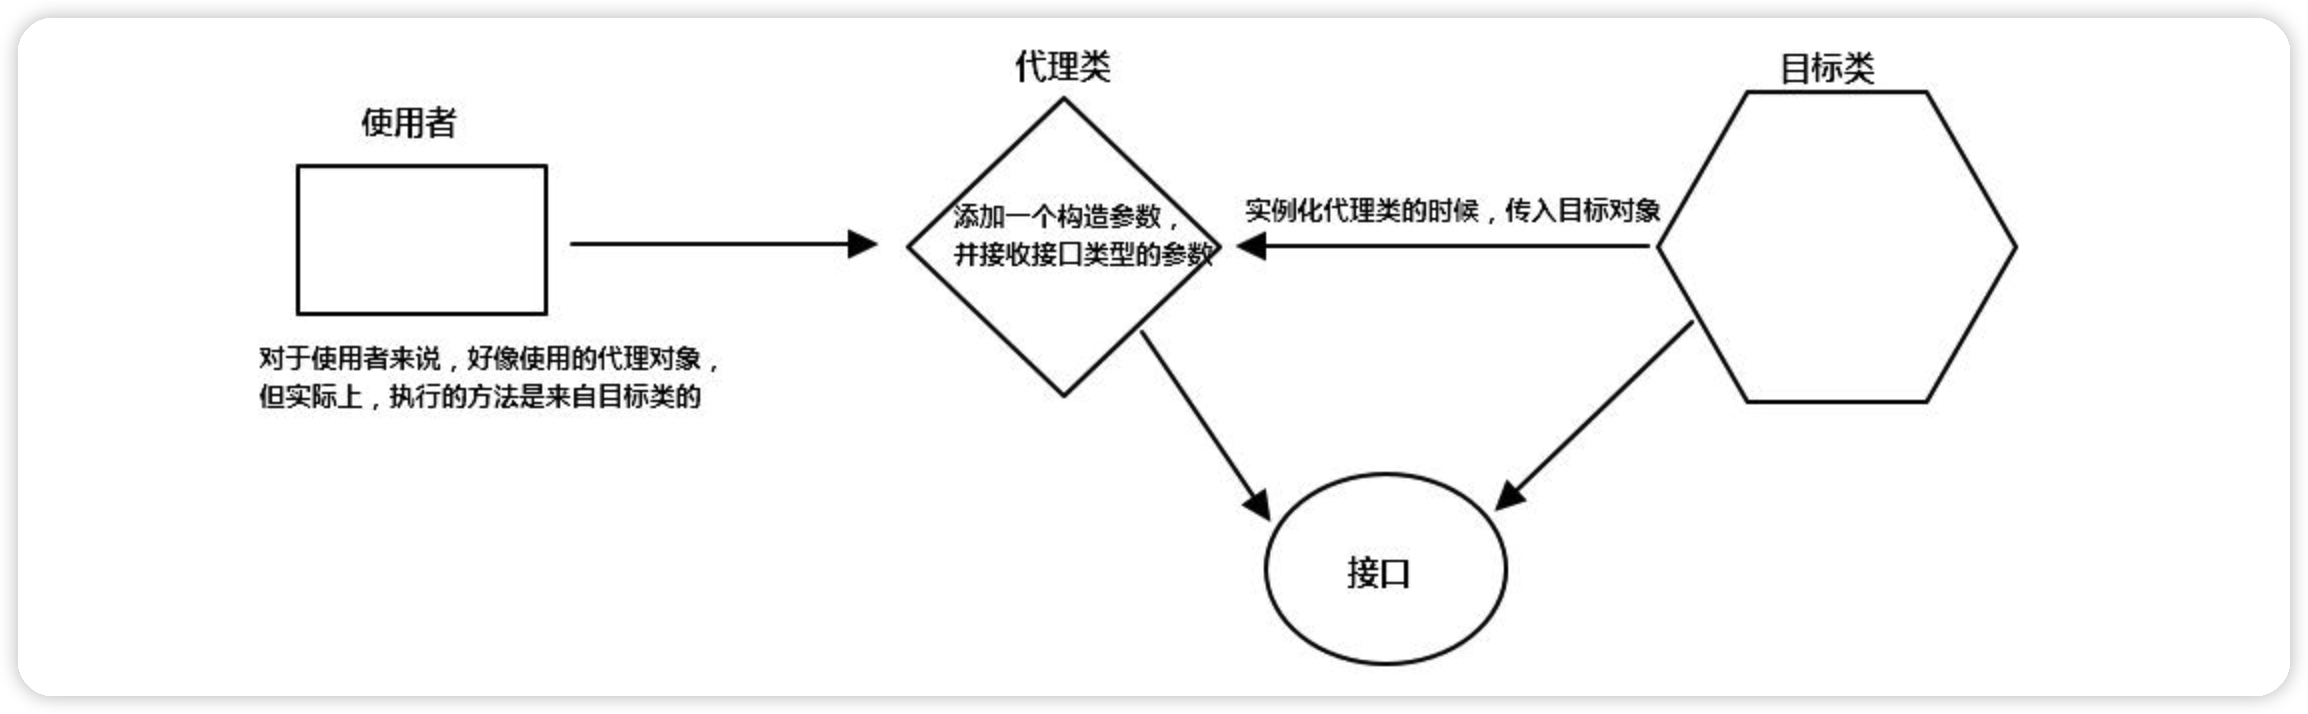 使用者
对于使用者来说，好像使用的代理对象，
但实际上，执行的方法是来自目标类的
代理类
添加一个构造参数，
并接收接口类型的参数
实例化代理类的时候，传入目标对象
目标类
接口